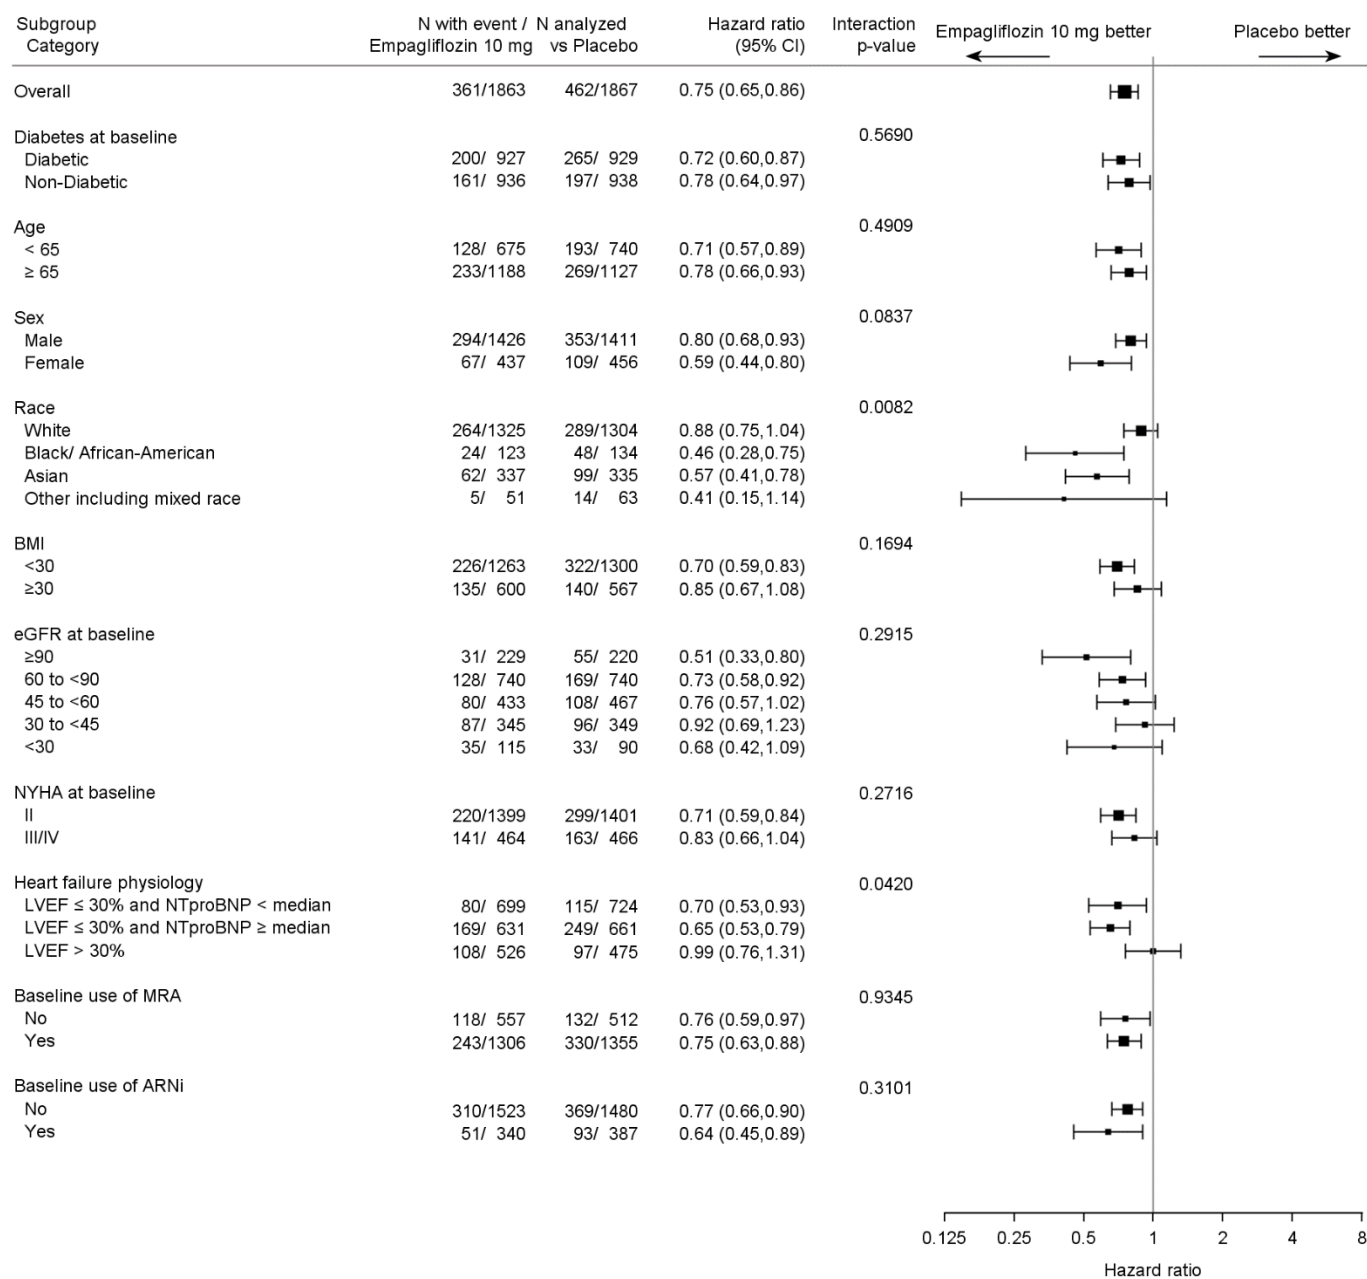 Subgroup N with event / N analyzed Hazard ratio Interaction
Category Empagliflozin 10 mg vs Placebo (95% CI) p-value Empagliflozin 10 mg better Placebo better
Overall 361/1863 462/1867 0.75 (0.65,0.86)
Diabetes at baseline 0.5690
Diabetic 200/ 927 265/ 929 0.72 (0.60,0.87)
Non-Diabetic 161/ 936 197/ 938 0.78 (0.64,0.97)
Age 0.4909
< 65 128/ 675 193/ 740 0.71 (0.57,0.89)
≥ 65 233/1188 269/1127 0.78 (0.66,0.93)
Sex 0.0837
Male 294/1426 353/1411 0.80 (0.68,0.93)
Female 67/ 437 109/ 456 0.59 (0.44,0.80)
Race 0.0082
White 264/1325 289/1304 0.88 (0.75,1.04)
Black/ African-American 24/ 123 48/ 134 0.46 (0.28,0.75)
Asian 62/ 337 99/ 335 0.57 (0.41,0.78)
Other including mixed race 5/ 51 14/ 63 0.41 (0.15,1.14)
BMI 0.1694
<30 226/1263 322/1300 0.70 (0.59,0.83)
≥30 135/ 600 140/ 567 0.85 (0.67,1.08)
eGFR at baseline 0.2915
≥90 31/ 229 55/ 220 0.51 (0.33,0.80)
60 to <90 128/ 740 169/ 740 0.73 (0.58,0.92)
45 to <60 80/ 433 108/ 467 0.76 (0.57,1.02)
30 to <45 87/ 345 96/ 349 0.92 (0.69,1.23)
<30 35/ 115 33/ 90 0.68 (0.42,1.09)
NYHA at baseline 0.2716
II 220/1399 299/1401 0.71 (0.59,0.84)
III/IV 141/ 464 163/ 466 0.83 (0.66,1.04)
Heart failure physiology 0.0420
LVEF ≤ 30% and NTproBNP < median 80/ 699 115/ 724 0.70 (0.53,0.93)
LVEF ≤ 30% and NTproBNP ≥ median 169/ 631 249/ 661 0.65 (0.53,0.79)
LVEF > 30% 108/ 526 97/ 475 0.99 (0.76,1.31)
Baseline use of MRA 0.9345
No 118/ 557 132/ 512 0.76 (0.59,0.97)
Yes 243/1306 330/1355 0.75 (0.63,0.88)
Baseline use of ARNi 0.3101
No 310/1523 369/1480 0.77 (0.66,0.90)
Yes 51/ 340 93/ 387 0.64 (0.45,0.89)
0.125 0.25 0.5 1 2 4 8
Hazard ratio